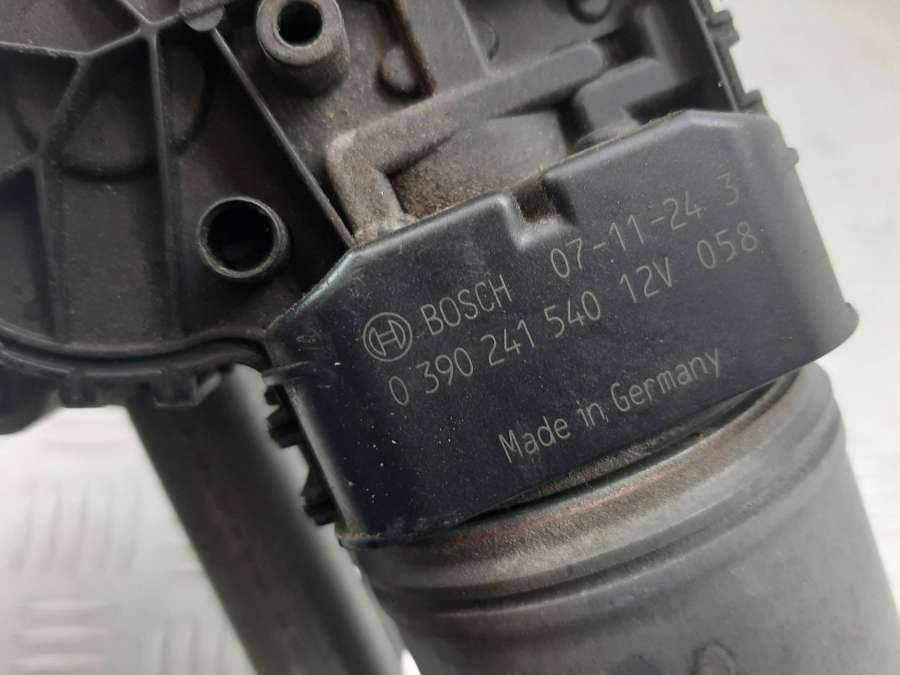 BOSCH 07-11-24 3
0 390 241 540 12V 058
Made in Germany